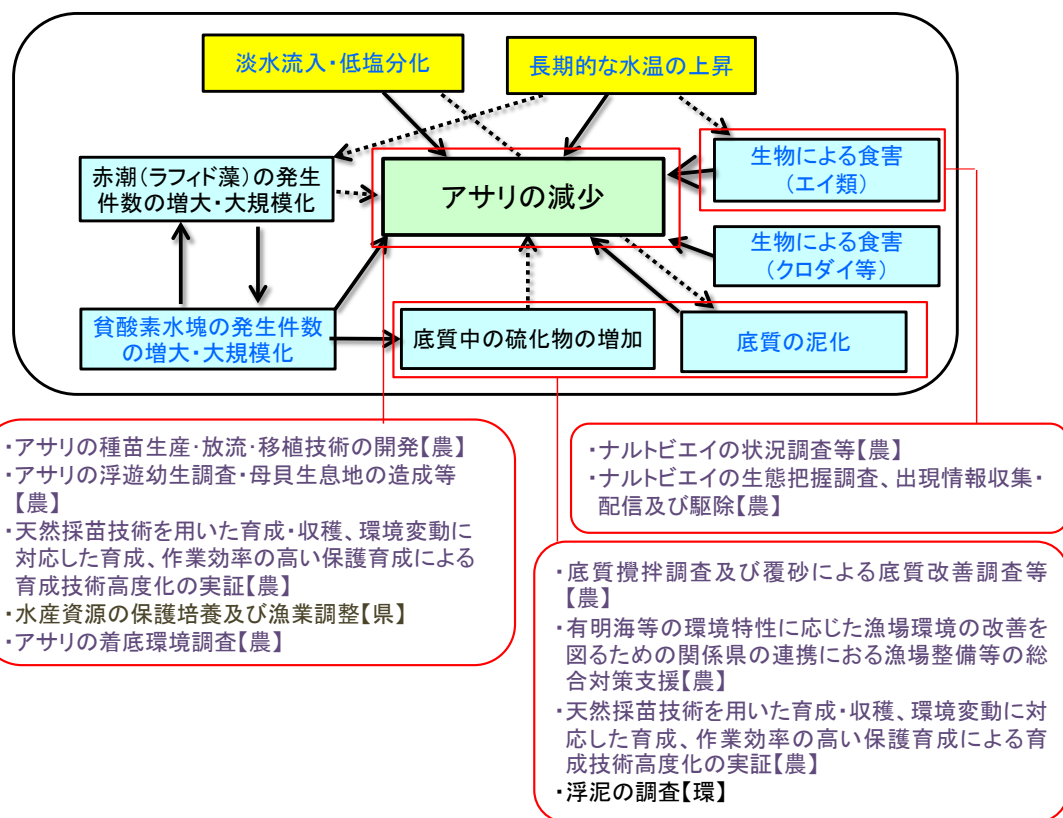 淡水流入・低塩分化
長期的な水温の上昇
赤潮(ラフィド藻)の発生
件数の増大・大規模化
アサリの減少
生物による食害
(エイ類)
生物による食害
(クロダイ等)
貧酸素水塊の発生件数
の増大・大規模化
底質中の硫化物の増加
底質の泥化
・アサリの種苗生産・放流・移植技術の開発【農】
・アサリの浮遊幼生調査・母貝生息地の造成等
【農】
・天然採苗技術を用いた育成・収穫、環境変動に
対応した育成、作業効率の高い保護育成による
育成技術高度化の実証【農】
・水産資源の保護培養及び漁業調整【県】
・アサリの着底環境調査【農】
・ナルトビエイの状況調査等【農】
・ナルトビエイの生態把握調査、出現情報収集・
配信及び駆除【農】
・底質攪拌調査及び覆砂による底質改善調査等
【農】
・有明海等の環境特性に応じた漁場環境の改善を
図るための関係県の連携におる漁場整備等の総
合対策支援【農】
・天然採苗技術を用いた育成・収穫、環境変動に対
応した育成、作業効率の高い保護育成による育
成技術高度化の実証【農】
・浮泥の調査【環】